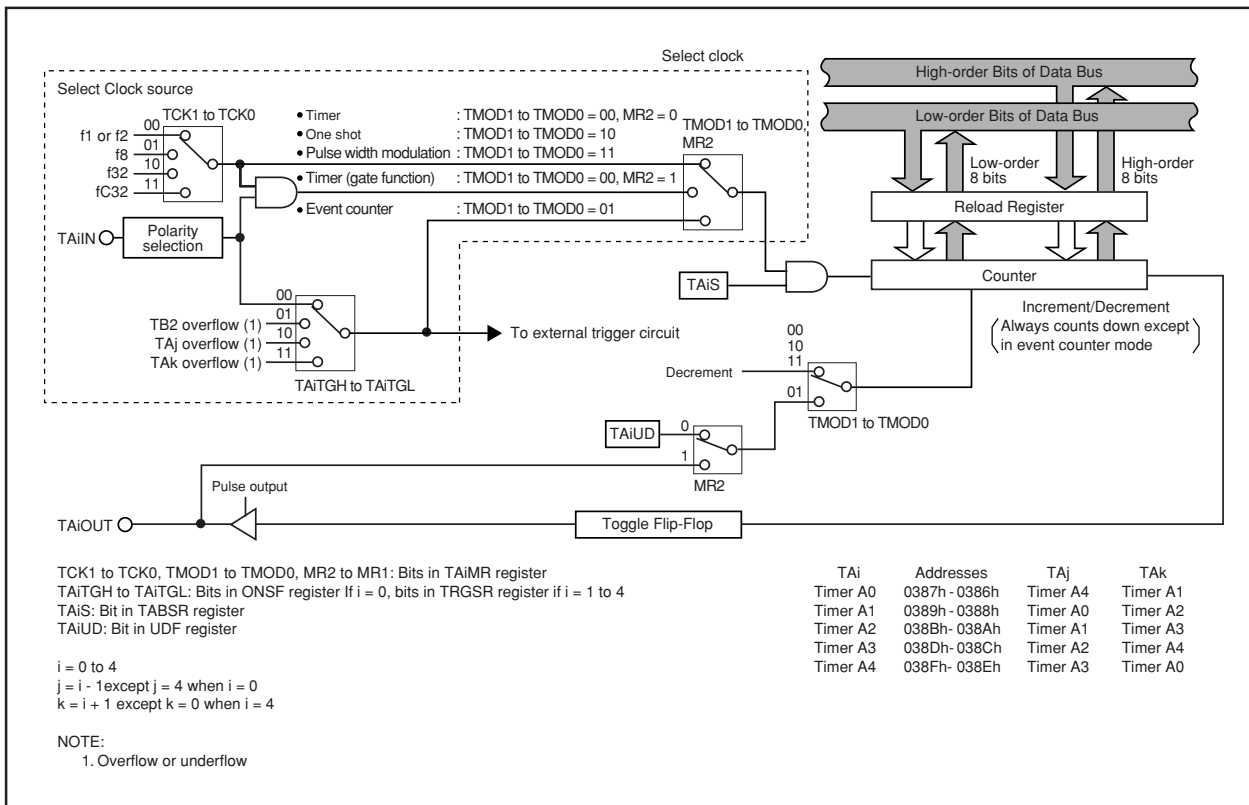 Select clock
High-order Bits of Data Bus
Select Clock source
TCK1 to TCK0
Low-order Bits of Data Bus
• Timer : TMOD1 to TMOD0 = 00, MR2 = 0
• One shot : TMOD1 to TMOD0 = 10
• Pulse width modulation : TMOD1 to TMOD0 = 11
• Timer (gate function) : TMOD1 to TMOD0 = 00, MR2 = 1
• Event counter : TMOD1 to TMOD0 = 01
TMOD1 to TMOD0,
MR2
00
f1 or f2
01
f8
10
f32
11
fC32
Low-order
8 bits
High-order
8 bits
Reload Register
TAiIN
Polarity
selection
Counter
TAiS
Increment/Decrement
(Always counts down except
in event counter mode)
00
01
TB2 overflow (1)
10
TAj overflow (1)
11
TAk overflow (1)
TAiTGH to TAiTGL
To external trigger circuit
00
10
11
Decrement
01
TMOD1 to TMOD0
TAiUD
0
1
MR2
Pulse output
TAiOUT
Toggle Flip-Flop
TCK1 to TCK0, TMOD1 to TMOD0, MR2 to MR1: Bits in TAiMR register
TAiTGH to TAiTGL: Bits in ONSF register If i = 0, bits in TRGSR register if i = 1 to 4
TAiS: Bit in TABSR register
TAiUD: Bit in UDF register
i = 0 to 4
j = i - 1except j = 4 when i = 0
k = i + 1 except k = 0 when i = 4
NOTE:
1. Overflow or underflow
TAi Addresses TAj TAk
Timer A0 0387h - 0386h Timer A4 Timer A1
Timer A1 0389h - 0388h Timer A0 Timer A2
Timer A2 038Bh- 038Ah Timer A1 Timer A3
Timer A3 038Dh- 038Ch Timer A2 Timer A4
Timer A4 038Fh- 038Eh Timer A3 Timer A0